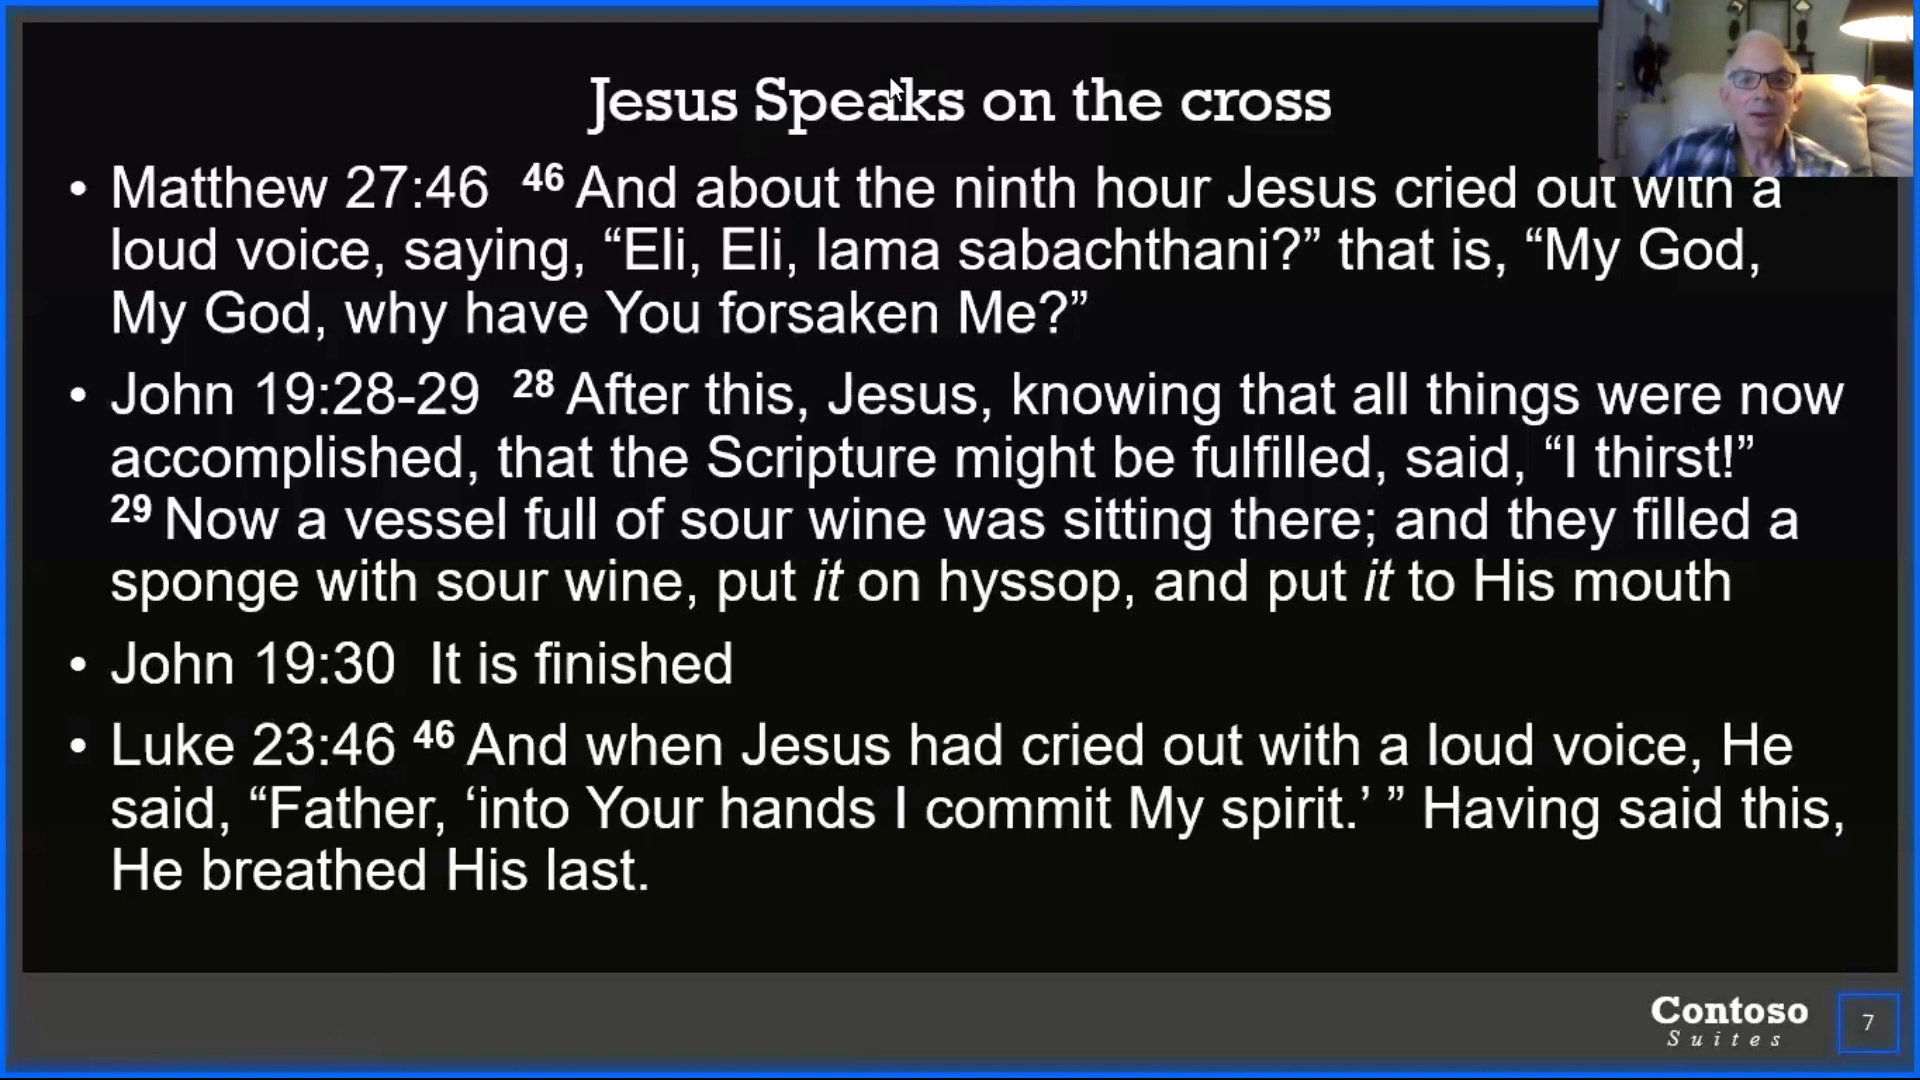 Jesus Speaks on the cross
• Matthew 27:46 46 And about the ninth hour Jesus cried out with a
loud voice, saying, “Eli, Eli, lama sabachthani?” that is, “My God,
My God, why have You forsaken Me?”
• John 19:28-29 28 After this, Jesus, knowing that all things were now
accomplished, that the Scripture might be fulfilled, said, “I thirst!”
29 Now a vessel full of sour wine was sitting there; and they filled a
sponge with sour wine, put it on hyssop, and put it to His mouth
• John 19:30 It is finished
• Luke 23:46 46 And when Jesus had cried out with a loud voice, He
said, “Father, ‘into Your hands I commit My spirit.’ ” Having said this,
He breathed His last.
Contoso
Suites
7